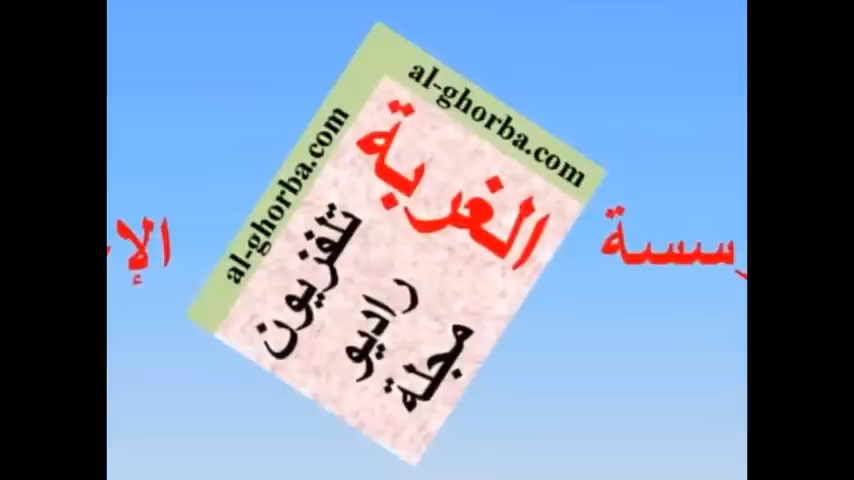 al-ghorba.com
al-ghorba.com
الغربة
تلفزيون
راديو
مجلة